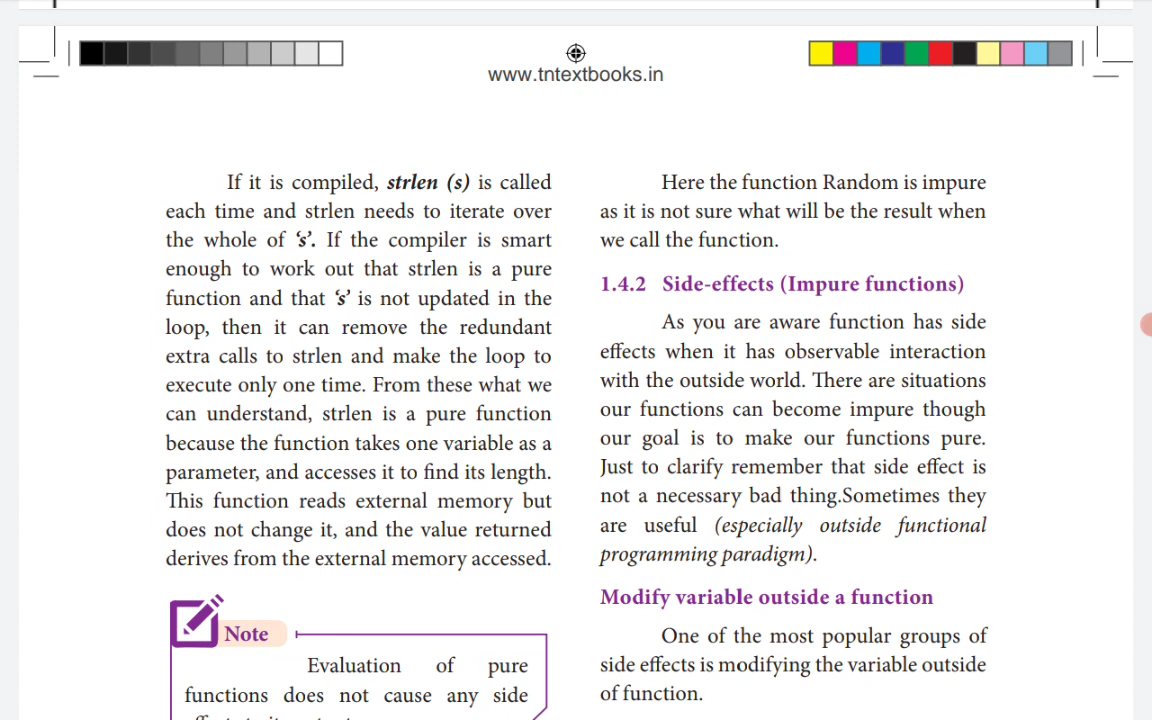 www.tntextbooks.in
If it is compiled, strlen (s) is called
each time and strlen needs to iterate over
the whole of ‘s’. If the compiler is smart
enough to work out that strlen is a pure
function and that ‘s’ is not updated in the
loop, then it can remove the redundant
extra calls to strlen and make the loop to
execute only one time. From these what we
can understand, strlen is a pure function
because the function takes one variable as a
parameter, and accesses it to find its length.
This function reads external memory but
does not change it, and the value returned
derives from the external memory accessed.
Note
Evaluation of pure
functions does not cause any side
Here the function Random is impure
as it is not sure what will be the result when
we call the function.
1.4.2 Side-effects (Impure functions)
As you are aware function has side
effects when it has observable interaction
with the outside world. There are situations
our functions can become impure though
our goal is to make our functions pure.
Just to clarify remember that side effect is
not a necessary bad thing.Sometimes they
are useful (especially outside functional
programming paradigm).
Modify variable outside a function
One of the most popular groups of
side effects is modifying the variable outside
of function.